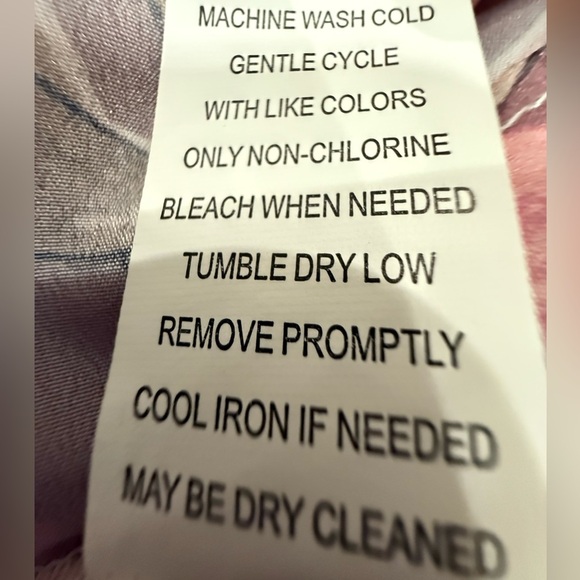 MACHINE WASH COLD
GENTLE CYCLE
WITH LIKE COLORS
ONLY NON-CHLORINE
BLEACH WHEN NEEDED
TUMBLE DRY LOW
REMOVE PROMPTLY
COOL IRON IF NEEDED
MAY BE DRY CLEANED